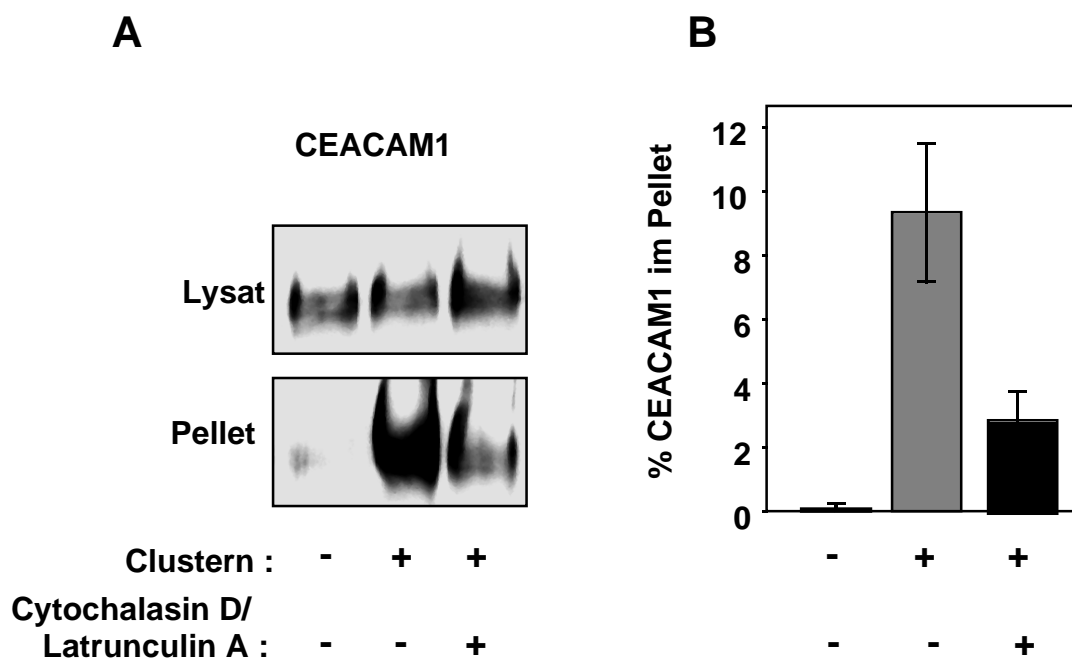 A
B
CEACAM1
Lysat
Pellet
% CEACAM1 im Pellet
12
10
8
6
4
2
0
Clustern : - + +
- + +
Cytochalasin D/
Latrunculin A : - - +
- - +